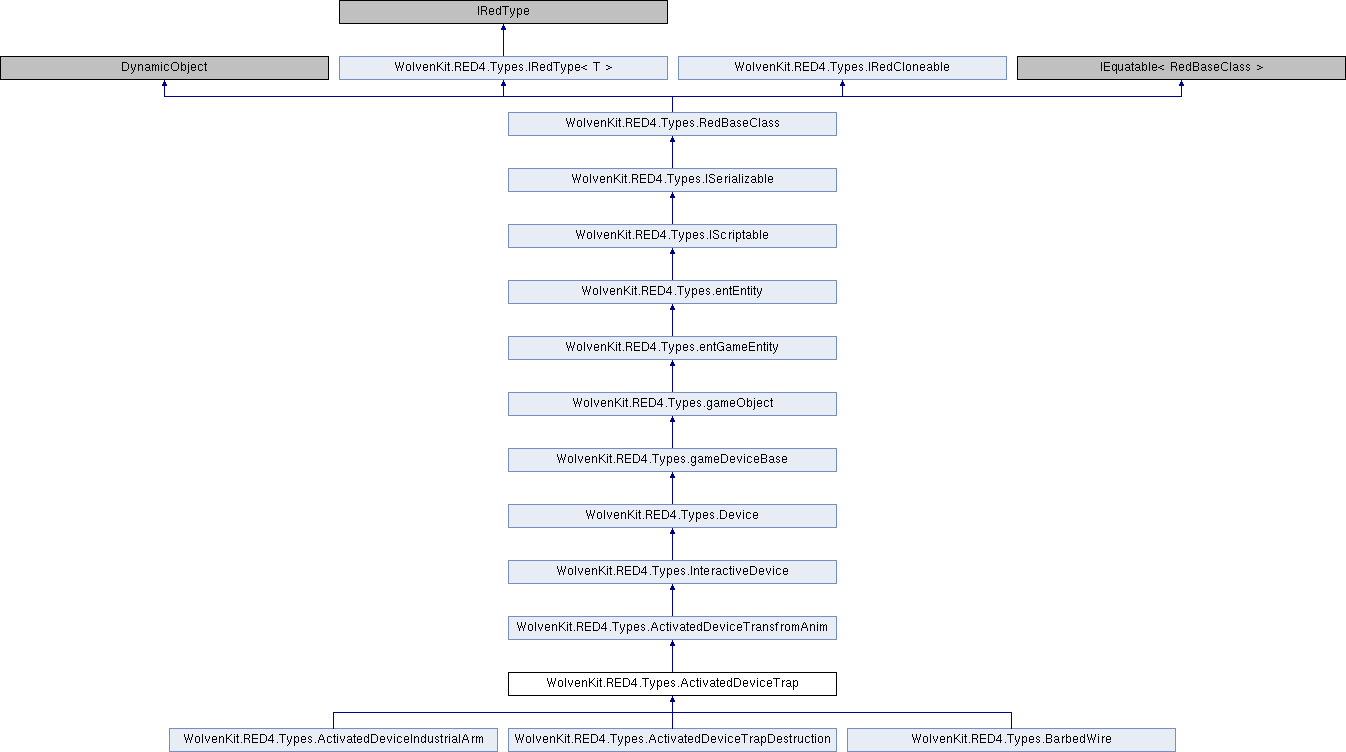 IRedType
DynamicObject
WolvenKit.RED4.Types.IRedType< T >
WolvenKit.RED4.Types.IRedCloneable
IEquatable< RedBaseClass >
WolvenKit.RED4.Types.RedBaseClass
WolvenKit.RED4.Types.ISerializable
WolvenKit.RED4.Types.IScriptable
WolvenKit.RED4.Types.entEntity
WolvenKit.RED4.Types.entGameEntity
WolvenKit.RED4.Types.gameObject
WolvenKit.RED4.Types.gameDeviceBase
WolvenKit.RED4.Types.Device
WolvenKit.RED4.Types.InteractiveDevice
WolvenKit.RED4.Types.ActivatedDeviceTransfromAnim
WolvenKit.RED4.Types.ActivatedDeviceTrap
WolvenKit.RED4.Types.ActivatedDeviceIndustrialArm
WolvenKit.RED4.Types.ActivatedDeviceTrapDestruction
WolvenKit.RED4.Types.BarbedWire